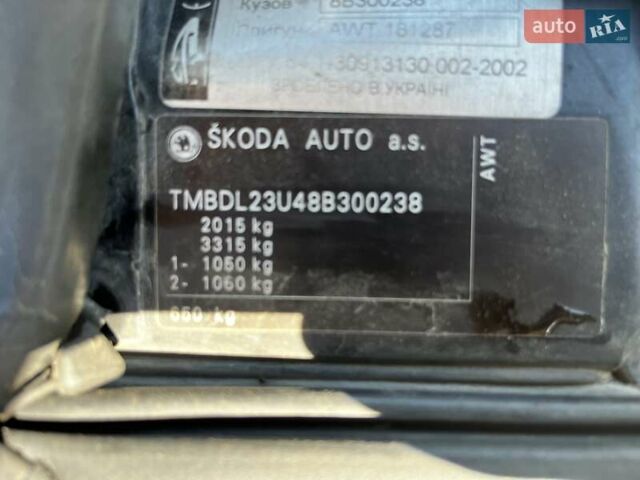 Кузов 8B300238
AWT 181287
30913130.002-2002
ЗРОБЛЕНО В УКРАЇНІ
auto RIA .com
ŠKODA AUTO a.s.
AWT
TMBDL23U48B300238
2015 kg
3315 kg
1- 1050 kg
2- 1060 kg
650 kg